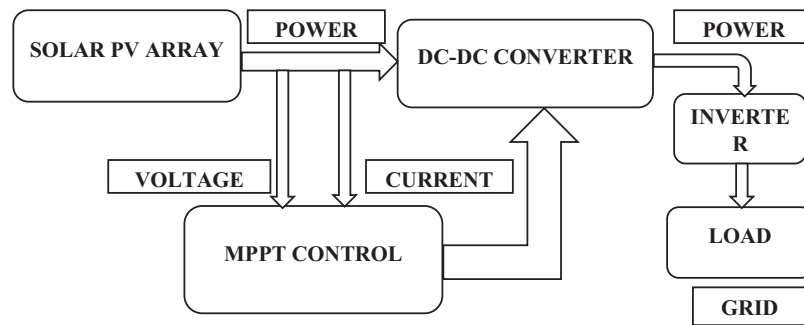 POWER
POWER
SOLAR PV ARRAY
DC-DC CONVERTER
INVERTE
R
VOLTAGE
CURRENT
MPPT CONTROL
LOAD
GRID